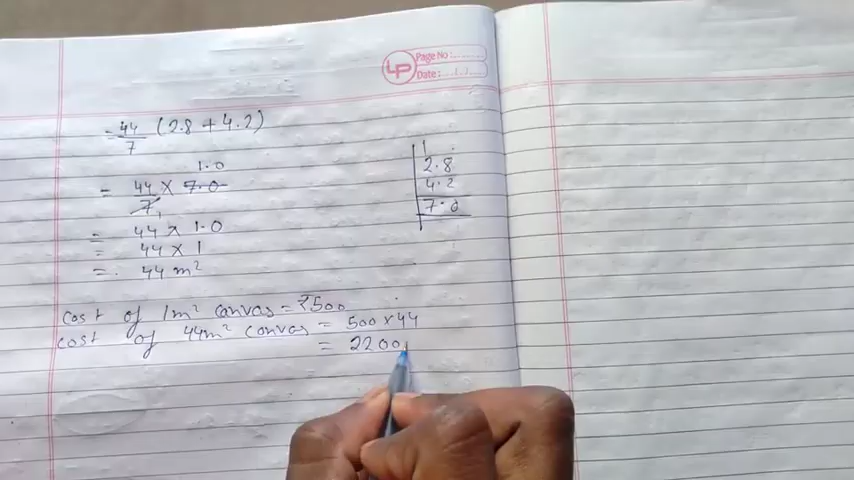 LP Page No :
Date : / /
= 44/7 (2.8 + 4.2)
1.0
= 44/7 × 7.0
1
= 44 × 1.0
= 44 × 1
= 44 m²
1
2.8
4.2
7.0
Cost of 1m² canvas = ₹500
Cost of 44m² canvas = 500 × 44
= 2200